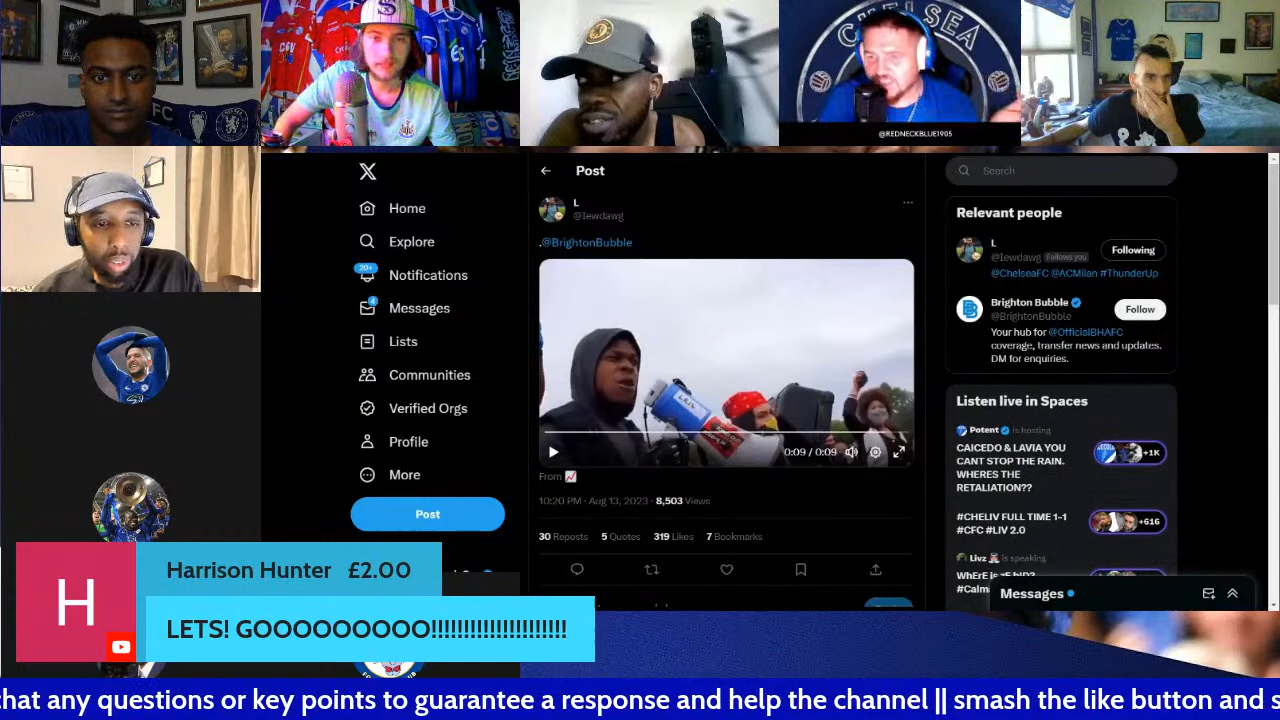 CHELSEA
@REDNECKBLUE1905
Post
Search
Home
Explore
20+
Notifications
4
Messages
Lists
Communities
Verified Orgs
Profile
More
Post
L
@lewdawg
.@BrightonBubble
0:09 / 0:09
From
10:20 PM · Aug 13, 2023 · 8,503 Views
30 Reposts 5 Quotes 319 Likes 7 Bookmarks
Relevant people
L
@lewdawg Follows you
Following
@ChelseaFC @ACMilan #ThunderUp
Brighton Bubble
@BrightonBubble
Follow
Your hub for @OfficialBHAFC
coverage, transfer news and updates.
DM for enquiries.
Listen live in Spaces
Potent is hosting
CAICEDO & LAVIA YOU
CANT STOP THE RAIN.
WHERES THE
RETALIATION??
+1K
#CHELIV FULL TIME 1-1
#CFC #LIV 2.0
+616
Livz is speaking
Messages
H
Harrison Hunter £2.00
LETS! GOOOOOOOOO!!!!!!!!!!!!!!!!!!!!!!
chat any questions or key points to guarantee a response and help the channel || smash the like button and s